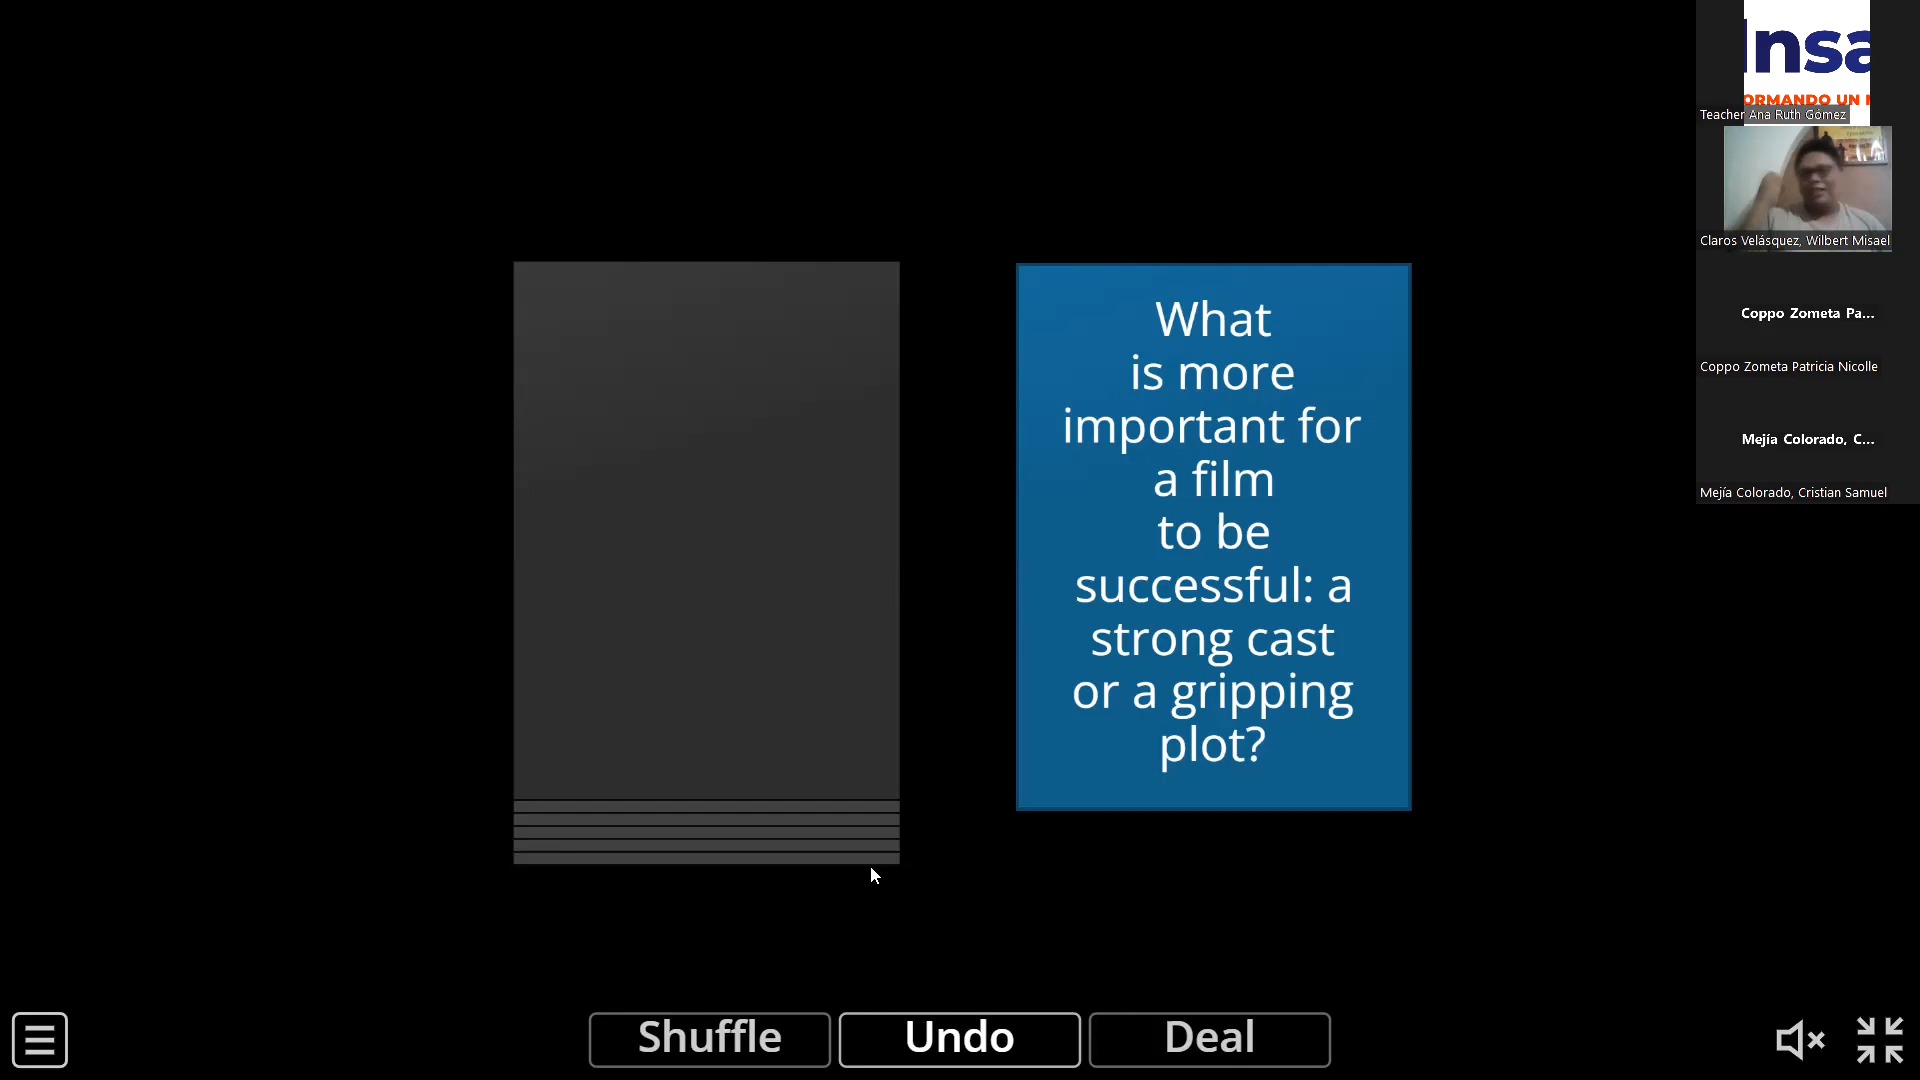 Insa
ORMANDO UN
Teacher Ana Ruth Gómez
Claros Velásquez, Wilbert Misael
Coppo Zometa Pa...
Coppo Zometa Patricia Nicolle
Mejía Colorado, C...
Mejía Colorado, Cristian Samuel
What
is more
important for
a film
to be
successful: a
strong cast
or a gripping
plot?
Shuffle
Undo
Deal